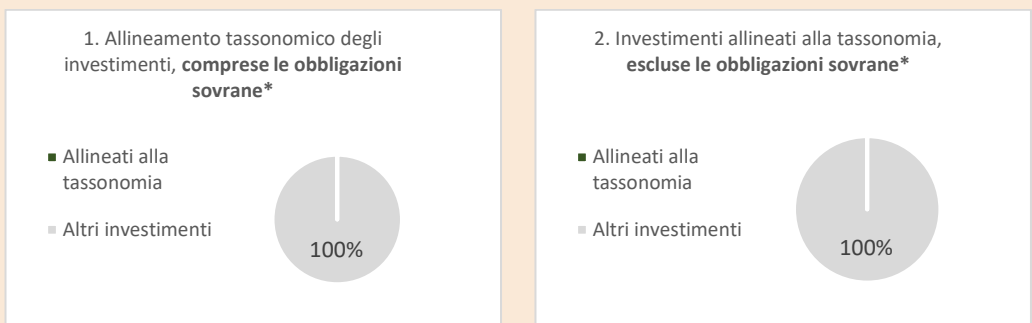 1. Allineamento tassonomico degli
investimenti, comprese le obbligazioni
sovrane*
Allineati alla
tassonomia
Altri investimenti
100%
2. Investimenti allineati alla tassonomia,
escluse le obbligazioni sovrane*
Allineati alla
tassonomia
Altri investimenti
100%